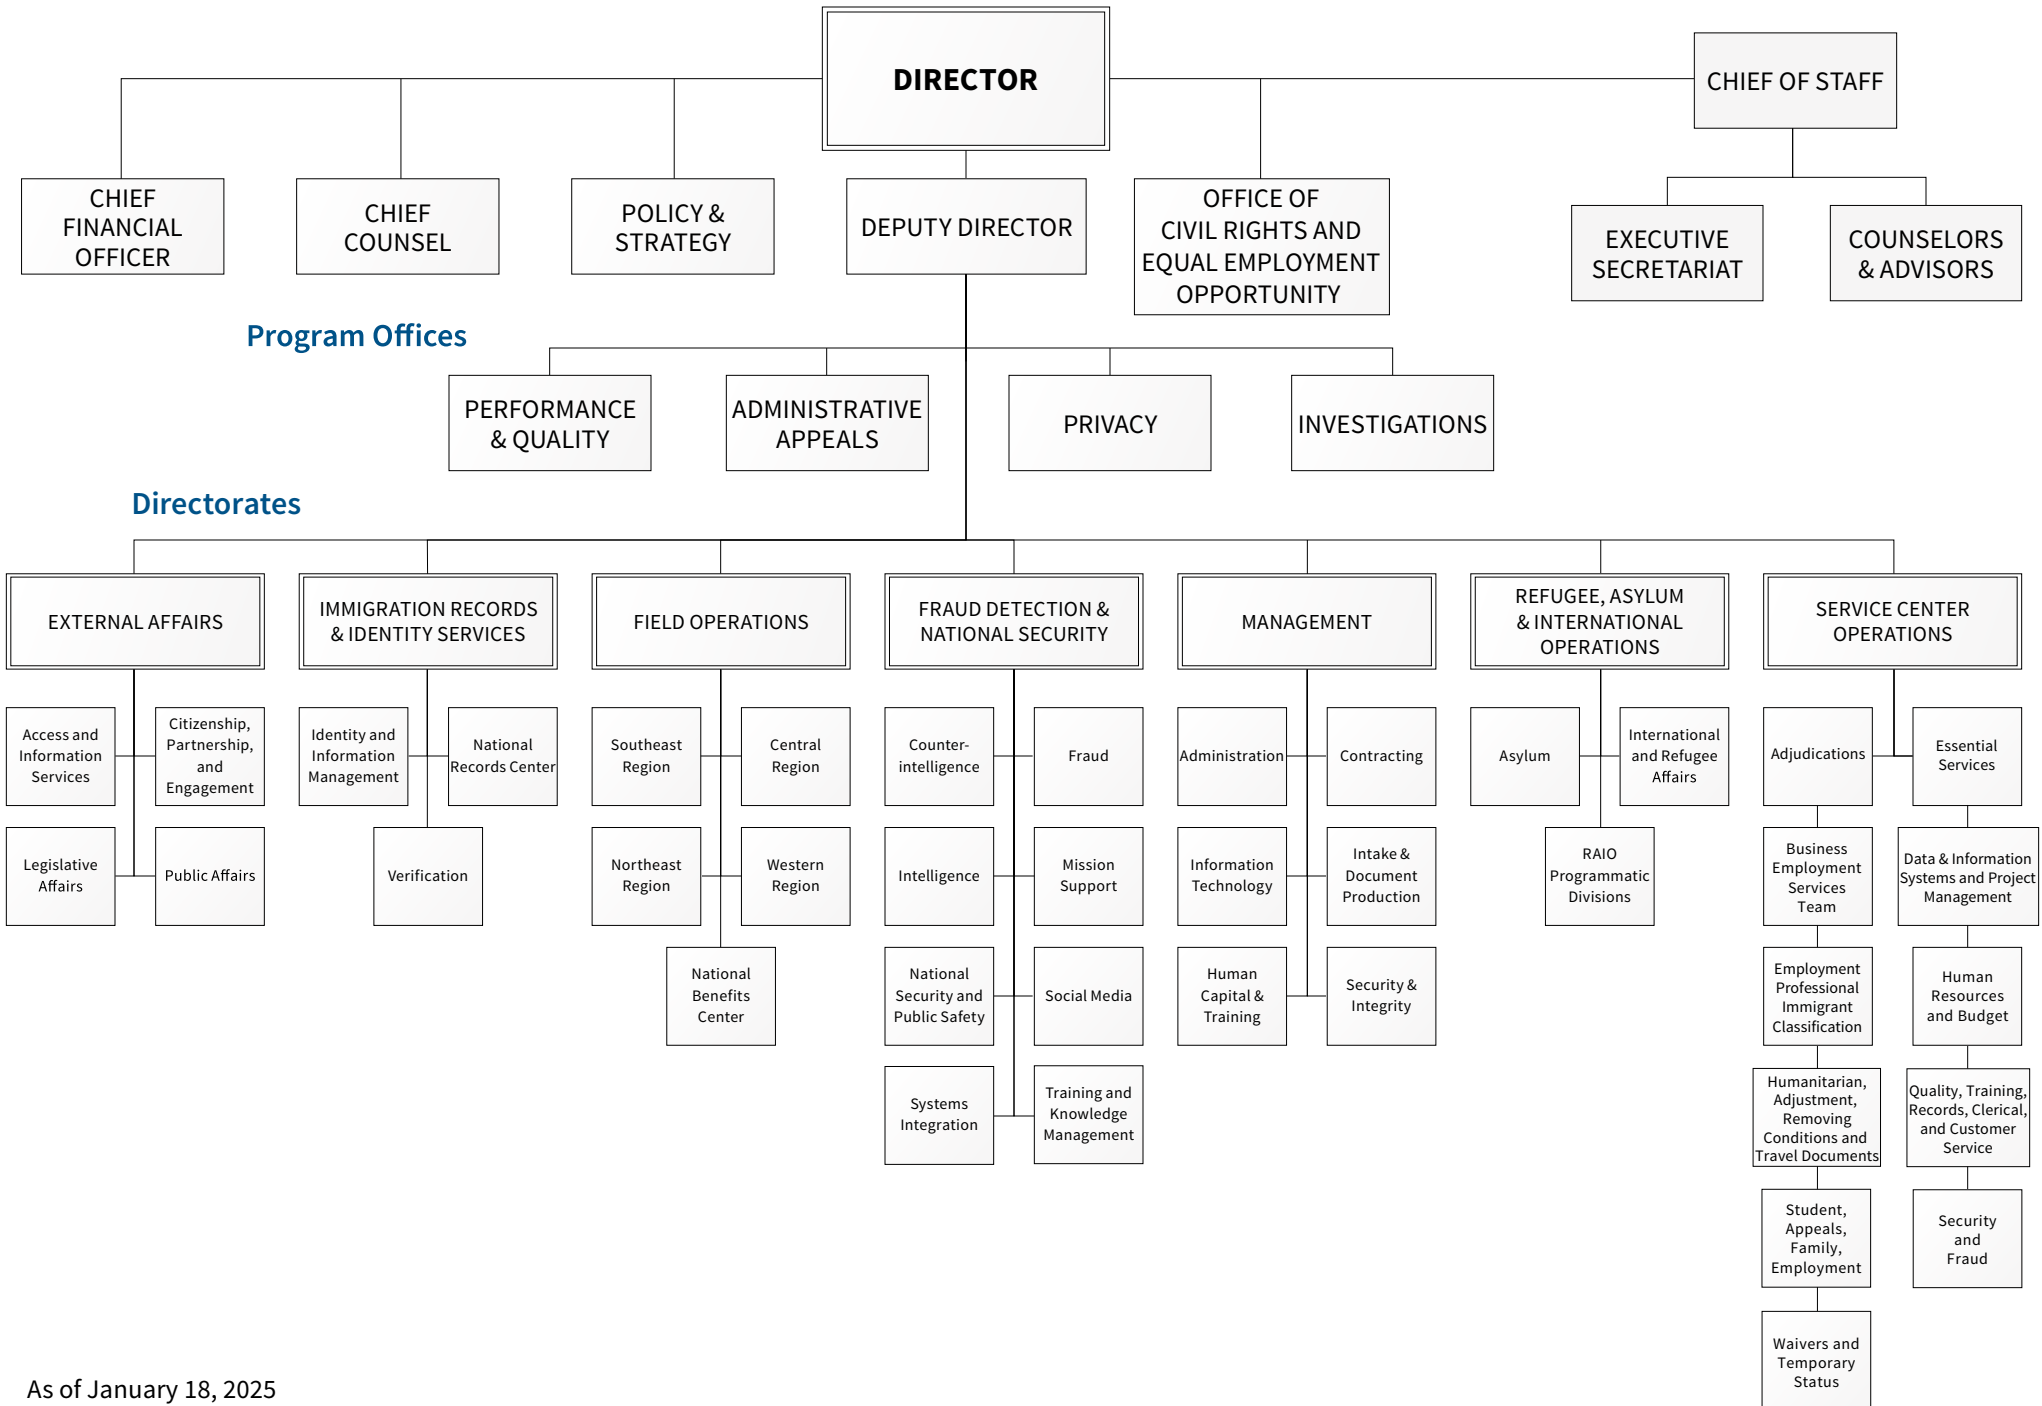 DIRECTOR
CHIEF OF STAFF
CHIEF
FINANCIAL
OFFICER
CHIEF
COUNSEL
POLICY &
STRATEGY
DEPUTY DIRECTOR
OFFICE OF
CIVIL RIGHTS AND
EQUAL EMPLOYMENT
OPPORTUNITY
EXECUTIVE
SECRETARIAT
COUNSELORS
& ADVISORS
Program Offices
PERFORMANCE
& QUALITY
ADMINISTRATIVE
APPEALS
PRIVACY
INVESTIGATIONS
Directorates
EXTERNAL AFFAIRS
IMMIGRATION RECORDS
& IDENTITY SERVICES
FIELD OPERATIONS
FRAUD DETECTION &
NATIONAL SECURITY
MANAGEMENT
REFUGEE, ASYLUM
& INTERNATIONAL
OPERATIONS
SERVICE CENTER
OPERATIONS
Access and
Information
Services
Citizenship,
Partnership,
and
Engagement
Legislative
Affairs
Public Affairs
Identity and
Information
Management
National
Records Center
Verification
Southeast
Region
Central
Region
Northeast
Region
Western
Region
National
Benefits
Center
Counter-
intelligence
Fraud
Intelligence
Mission
Support
National
Security and
Public Safety
Social Media
Systems
Integration
Training and
Knowledge
Management
Administration
Contracting
Information
Technology
Intake &
Document
Production
Human
Capital &
Training
Security &
Integrity
Asylum
International
and Refugee
Affairs
RAIO
Programmatic
Divisions
Adjudications
Essential
Services
Business
Employment
Services
Team
Data & Information
Systems and Project
Management
Employment
Professional
Immigrant
Classification
Human
Resources
and Budget
Humanitarian,
Adjustment,
Removing
Conditions and
Travel Documents
Quality, Training,
Records, Clerical,
and Customer
Service
Student,
Appeals,
Family,
Employment
Security
and
Fraud
Waivers and
Temporary
Status
As of January 18, 2025